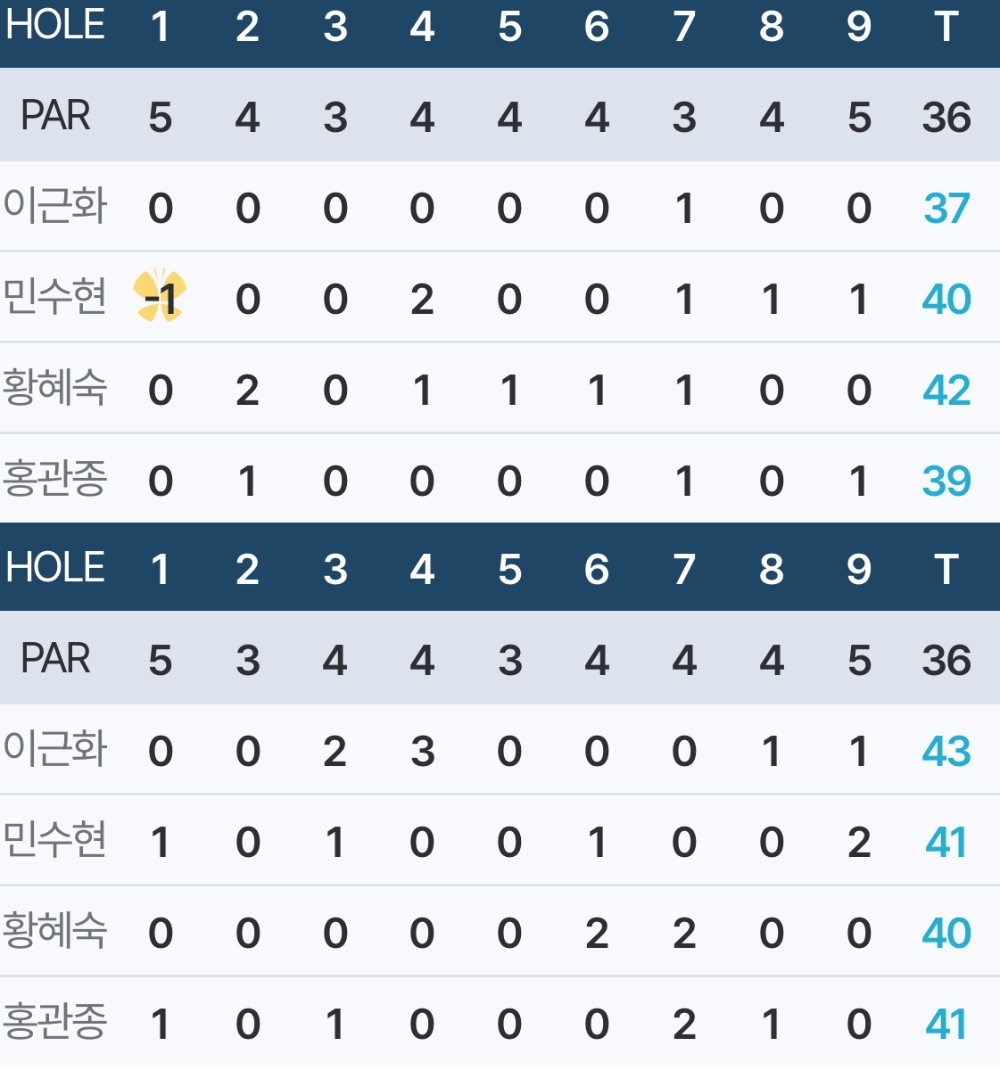 HOLE 1 2 3 4 5 6 7 8 9 T
PAR 5 4 3 4 4 4 3 4 5 36
이근화 0 0 0 0 0 0 1 0 0 37
민수현 -1 0 0 2 0 0 1 1 1 40
황혜숙 0 2 0 1 1 1 1 0 0 42
홍관종 0 1 0 0 0 0 1 0 1 39
HOLE 1 2 3 4 5 6 7 8 9 T
PAR 5 3 4 4 3 4 4 4 5 36
이근화 0 0 2 3 0 0 0 1 1 43
민수현 1 0 1 0 0 1 0 0 2 41
황혜숙 0 0 0 0 0 2 2 0 0 40
홍관종 1 0 1 0 0 0 2 1 0 41